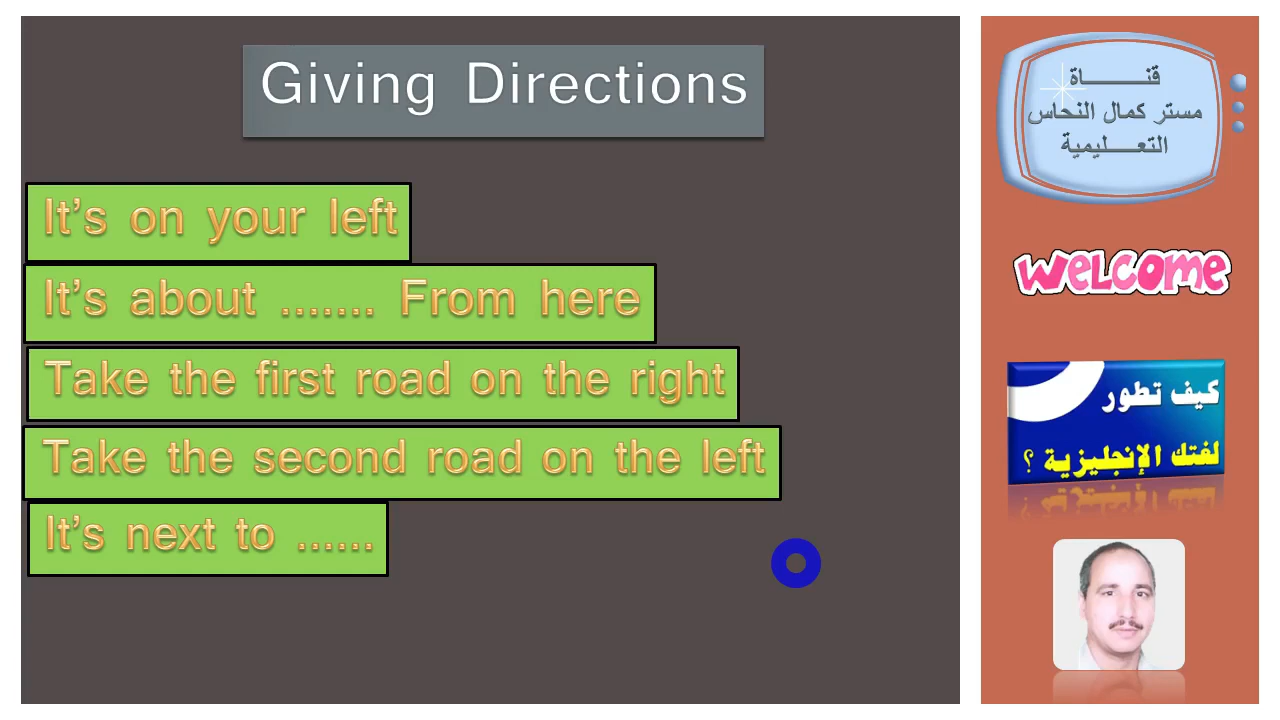 Giving Directions
It's on your left
It's about ....... From here
Take the first road on the right
Take the second road on the left
It's next to ......
قنــــــــاة
مستر كمال النحاس
التعـــــليمية
WELCOME
كيف تطور
لغتك الإنجليزية ؟